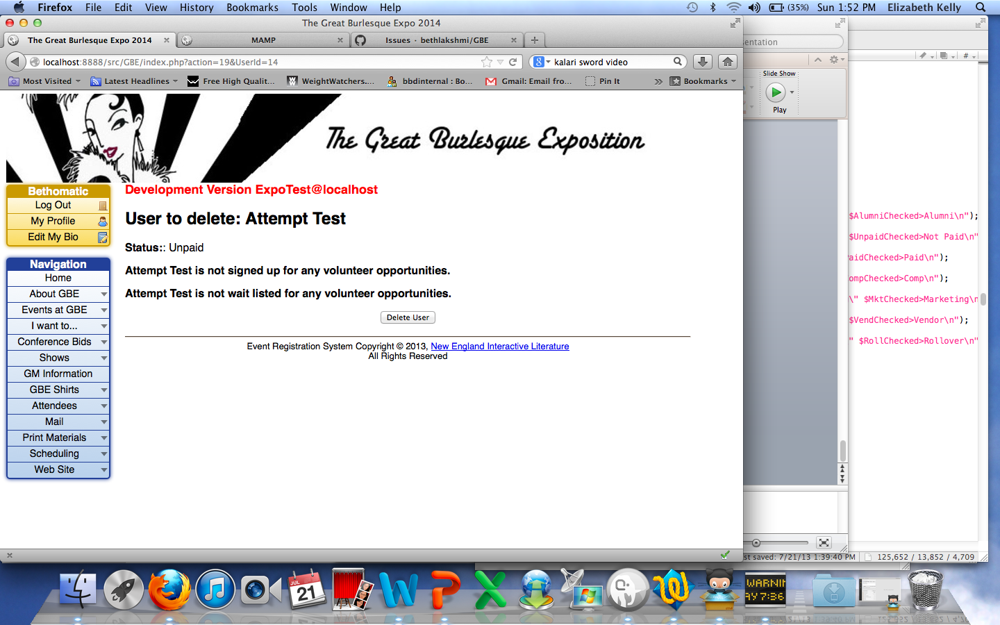 Firefox File Edit View History Bookmarks Tools Window Help (35%) Sun 1:52 PM Elizabeth Kelly
The Great Burlesque Expo 2014
The Great Burlesque Expo 2014 MAMP Issues · bethlakshmi/GBE
entation
localhost:8888/src/GBE/index.php?action=19&UserId=14 kalari sword video
Most Visited Latest Headlines Free High Qualit... WeightWatchers.... bbdinternal : Bo... Gmail: Email fro... Pin It » Bookmarks
#
Slide Show
Play
The Great Burlesque Exposition
Bethomatic
Log Out
My Profile
Edit My Bio
Navigation
Home
About GBE
Events at GBE
I want to...
Conference Bids
Shows
GM Information
GBE Shirts
Attendees
Mail
Print Materials
Scheduling
Web Site
Development Version ExpoTest@localhost
User to delete: Attempt Test
Status:: Unpaid
Attempt Test is not signed up for any volunteer opportunities.
Attempt Test is not wait listed for any volunteer opportunities.
Delete User
Event Registration System Copyright © 2013, New England Interactive Literature
All Rights Reserved
$AlumniChecked>Alumni\n");
$UnpaidChecked>Not Paid\n"
aidChecked>Paid\n");
ompChecked>Comp\n");
\" $MktChecked>Marketing\n
$VendChecked>Vendor\n");
" $RollChecked>Rollover\n"
st saved: 7/21/13 1:39:40 PM 125,652 / 13,852 / 4,709
JUL
21
WARNIN
AY 7:36